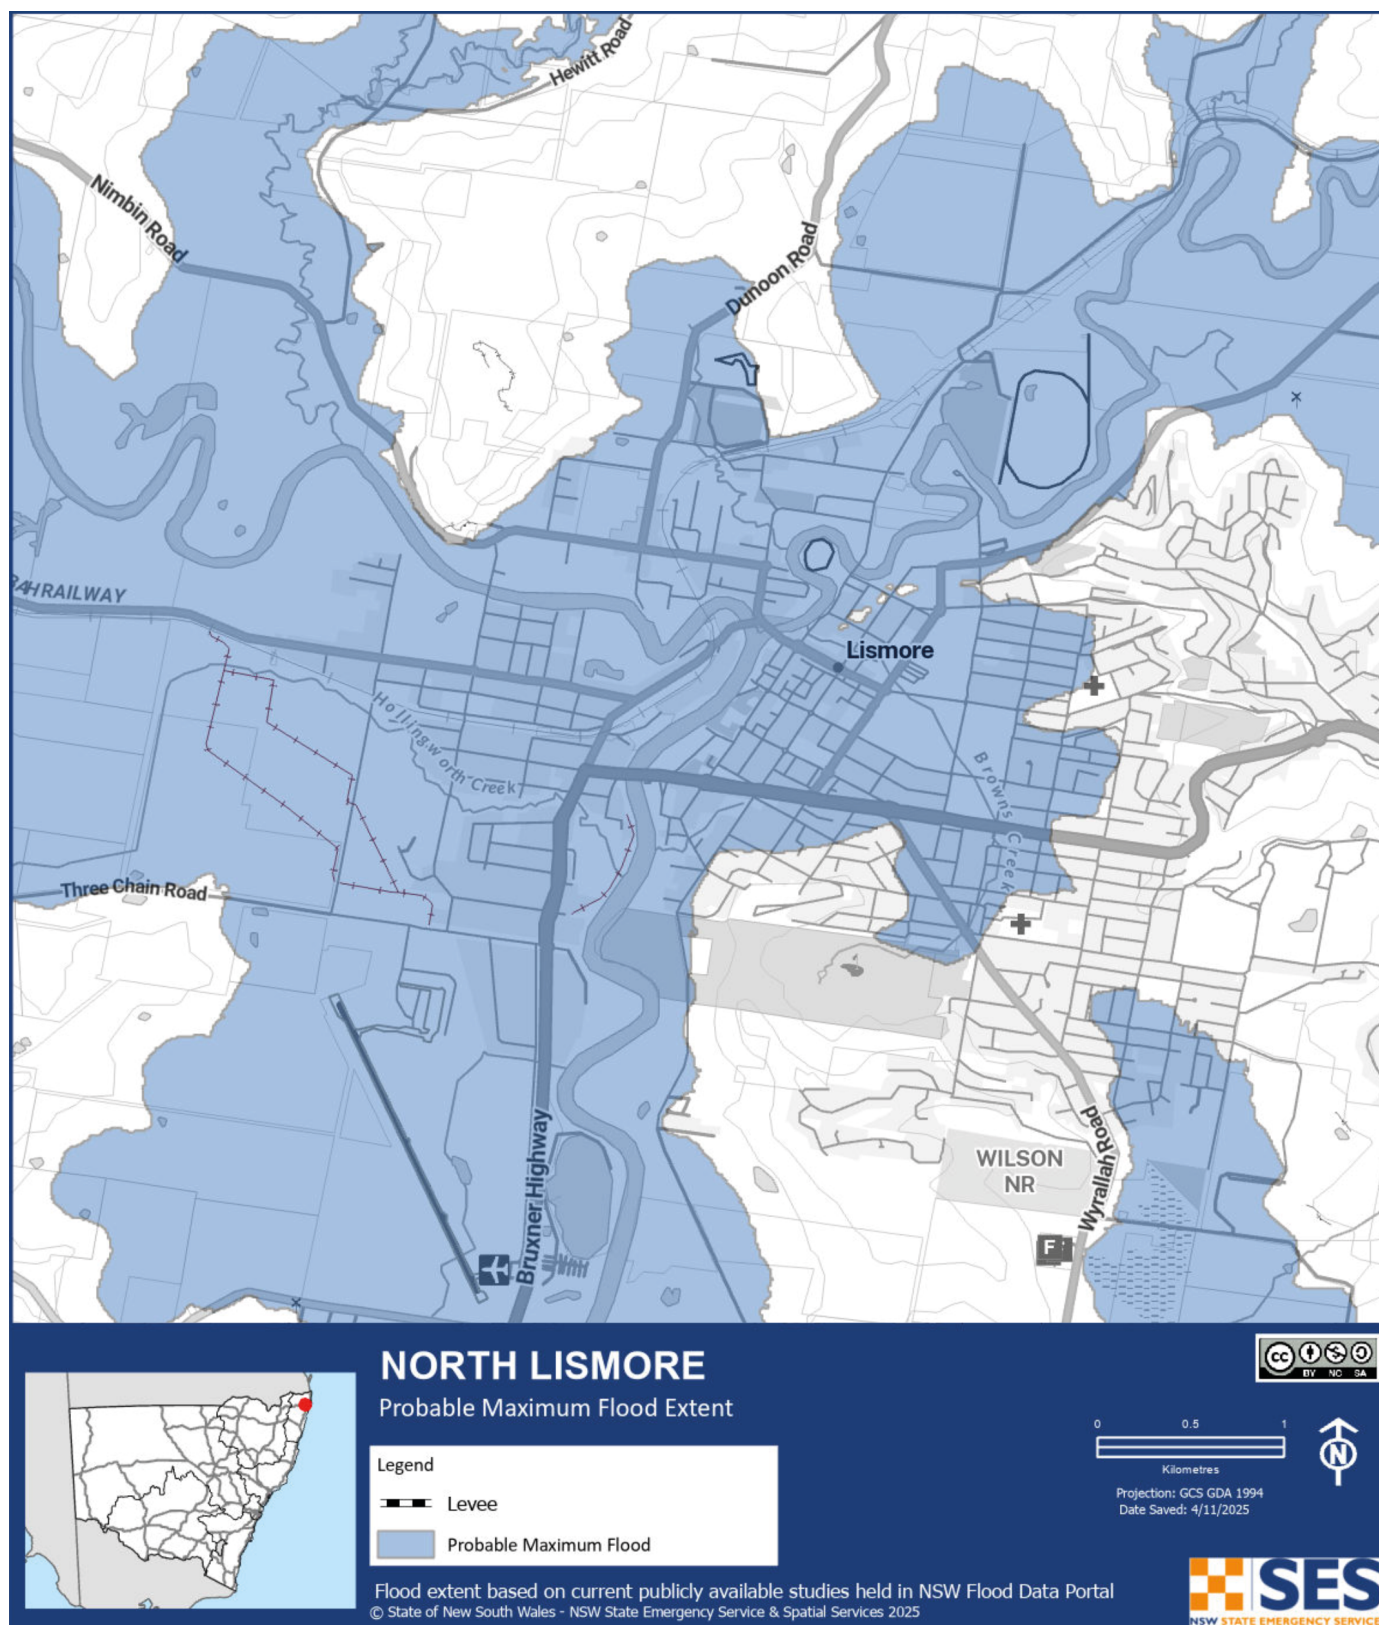 Hewitt Road
Nimbin Road
Dunoon Road
RAILWAY
Lismore
Hollingworth Creek
Browns Creek
Three Chain Road
Bruxner Highway
Wyrallah Road
WILSON
NR
F
NORTH LISMORE
Probable Maximum Flood Extent
Legend
Levee
Probable Maximum Flood
Flood extent based on current publicly available studies held in NSW Flood Data Portal
© State of New South Wales - NSW State Emergency Service & Spatial Services 2025
cc
BY NC SA
0 0.5 1
Kilometres
N
Projection: GCS GDA 1994
Date Saved: 4/11/2025
SES
NSW STATE EMERGENCY SERVICE